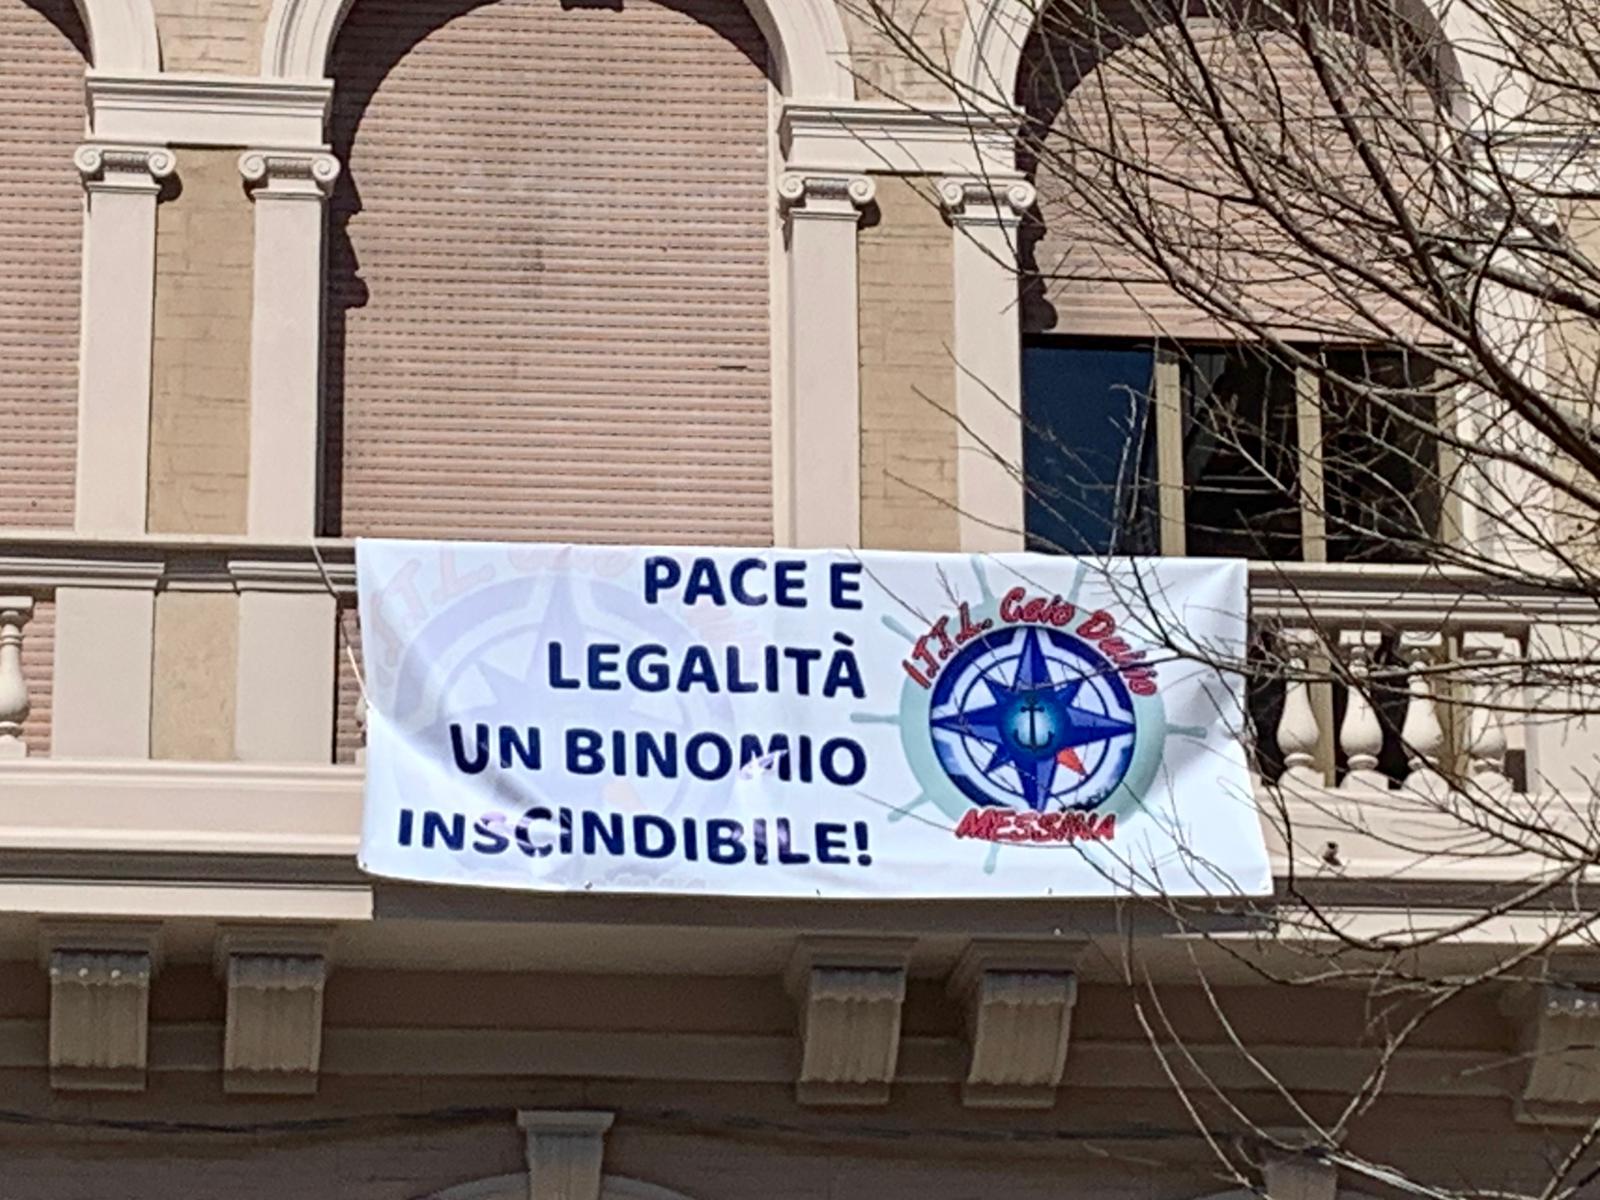 PACE E
LEGALITÀ
UN BINOMIO
INSCINDIBILE!
I.T.T.L. Caio Duilio
MESSINA